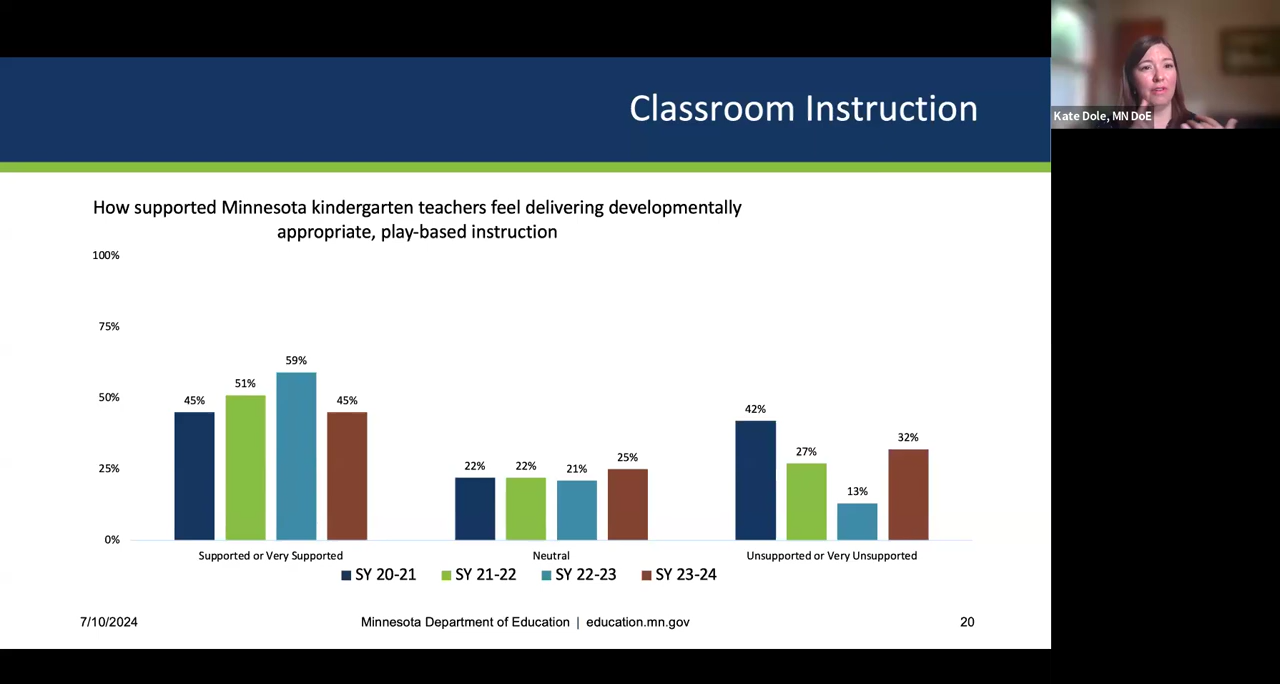 Classroom Instruction
Kate Dole, MN DoE
How supported Minnesota kindergarten teachers feel delivering developmentally
appropriate, play-based instruction
100%
75%
50%
25%
0%
45%
51%
59%
45%
22%
22%
21%
25%
42%
27%
13%
32%
Supported or Very Supported
Neutral
Unsupported or Very Unsupported
SY 20-21 SY 21-22 SY 22-23 SY 23-24
7/10/2024
Minnesota Department of Education | education.mn.gov
20